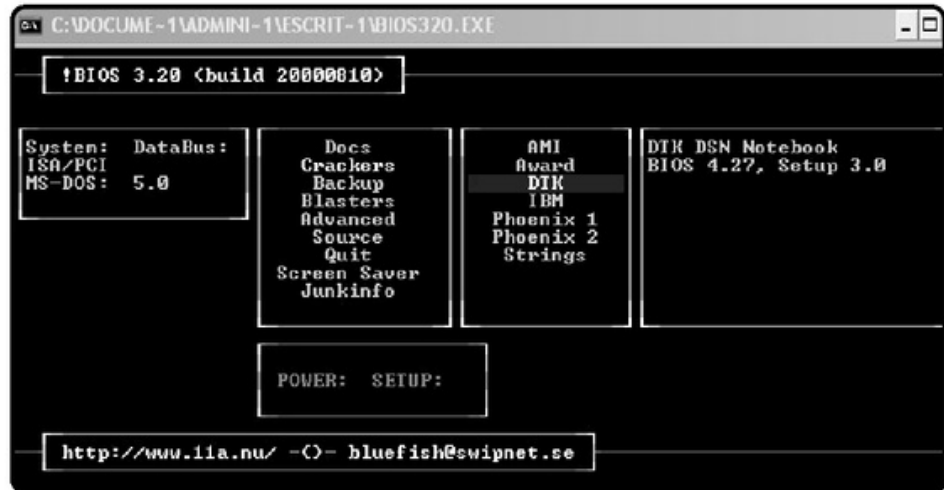 C:\DOCUME~1\ADMINI~1\ESCRIT~1\BIOS320.EXE
!BIOS 3.20 (build 20000810)
System: DataBus:
ISA/PCI
MS-DOS: 5.0
Docs
Crackers
Backup
Blasters
Advanced
Source
Quit
Screen Saver
Junkinfo
AMI
Award
DTK
IBM
Phoenix 1
Phoenix 2
Strings
DTK DSN Notebook
BIOS 4.27, Setup 3.0
POWER: SETUP:
http://www.11a.nu/ -()- bluefish@swipnet.se